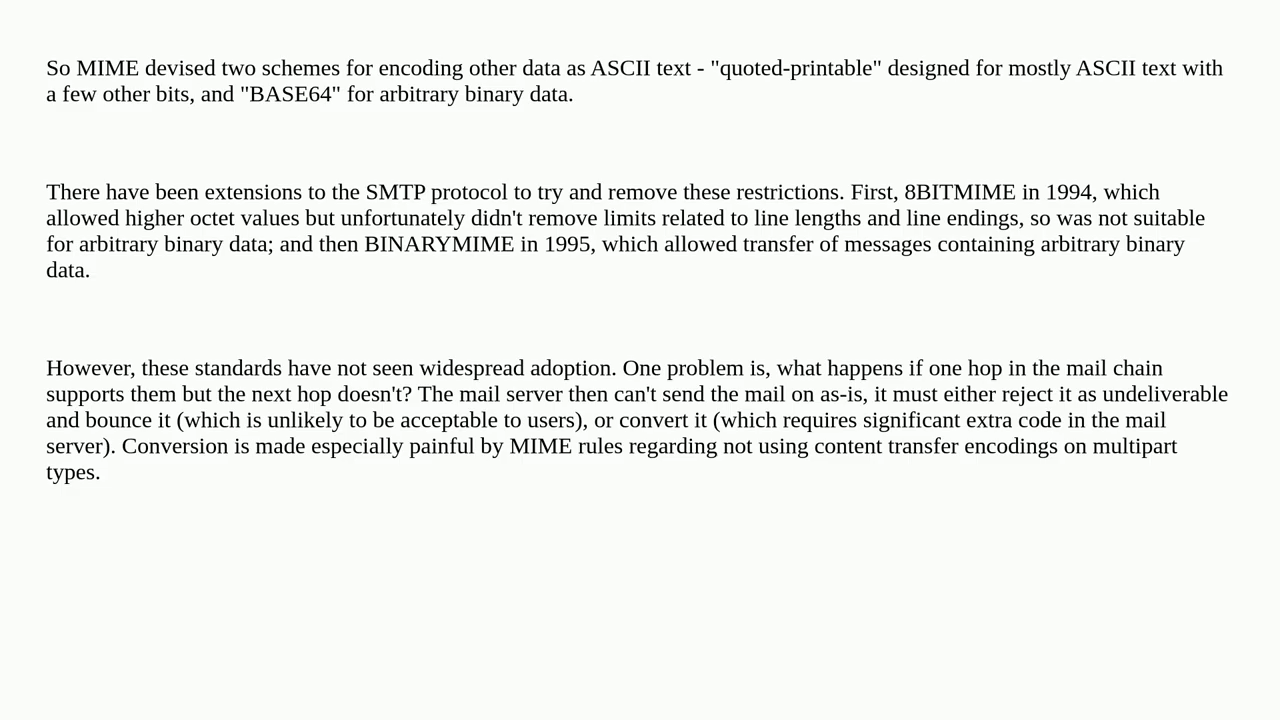 So MIME devised two schemes for encoding other data as ASCII text - "quoted-printable" designed for mostly ASCII text with
a few other bits, and "BASE64" for arbitrary binary data.
There have been extensions to the SMTP protocol to try and remove these restrictions. First, 8BITMIME in 1994, which
allowed higher octet values but unfortunately didn't remove limits related to line lengths and line endings, so was not suitable
for arbitrary binary data; and then BINARYMIME in 1995, which allowed transfer of messages containing arbitrary binary
data.
However, these standards have not seen widespread adoption. One problem is, what happens if one hop in the mail chain
supports them but the next hop doesn't? The mail server then can't send the mail on as-is, it must either reject it as undeliverable
and bounce it (which is unlikely to be acceptable to users), or convert it (which requires significant extra code in the mail
server). Conversion is made especially painful by MIME rules regarding not using content transfer encodings on multipart
types.